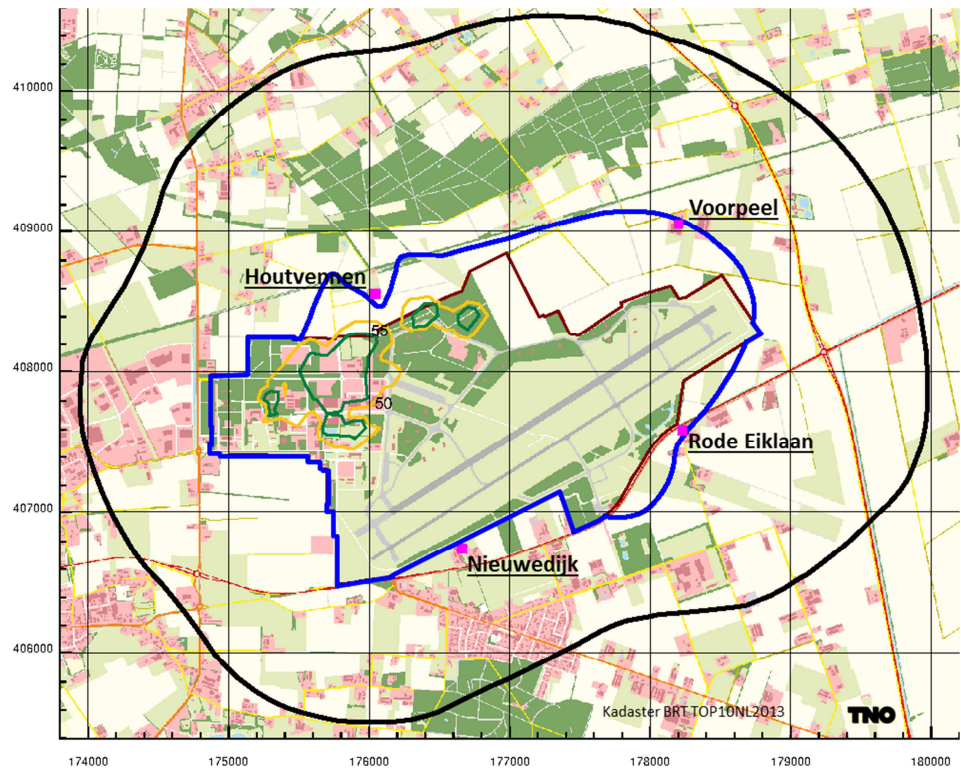 410000
Voorpeel
409000
Houtvennen
55
408000
50
Rode Eiklaan
407000
Nieuwedijk
406000
Kadaster BRT TOP10NL2013
TNO
174000 175000 176000 177000 178000 179000 180000